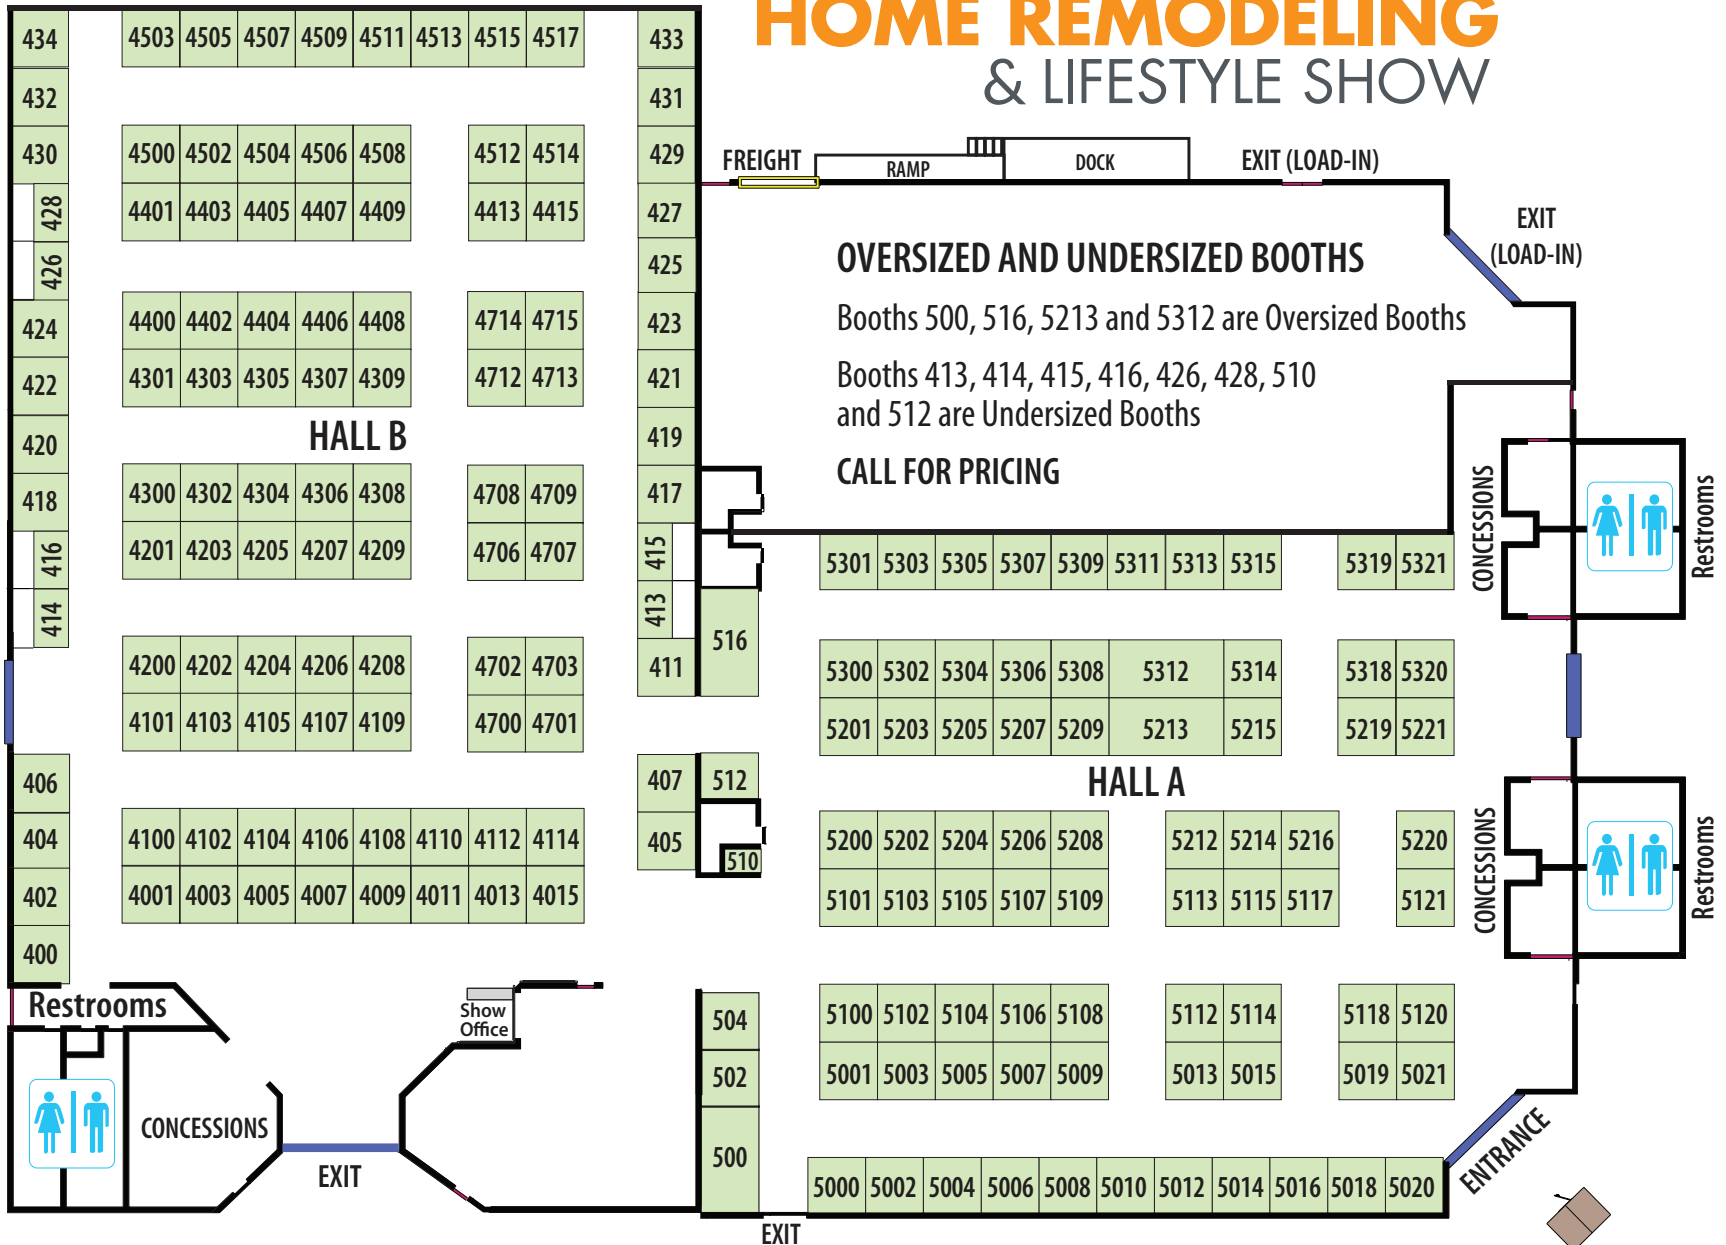 HOME REMODELING
& LIFESTYLE SHOW
434 4503 4505 4507 4509 4511 4513 4515 4517 433
432 431
430 4500 4502 4504 4506 4508 4512 4514 429
FREIGHT RAMP DOCK EXIT (LOAD-IN)
428 4401 4403 4405 4407 4409 4413 4415 427
EXIT
(LOAD-IN)
426 425
OVERSIZED AND UNDERSIZED BOOTHS
424 4400 4402 4404 4406 4408 4714 4715 423
Booths 500, 516, 5213 and 5312 are Oversized Booths
422 4301 4303 4305 4307 4309 4712 4713 421
Booths 413, 414, 415, 416, 426, 428, 510
and 512 are Undersized Booths
420 HALL B 419
CALL FOR PRICING
418 4300 4302 4304 4306 4308 4708 4709 417
CONCESSIONS Restrooms
416 4201 4203 4205 4207 4209 4706 4707 415
5301 5303 5305 5307 5309 5311 5313 5315 5319 5321
414 413
516
4200 4202 4204 4206 4208 4702 4703 411
5300 5302 5304 5306 5308 5312 5314 5318 5320
4101 4103 4105 4107 4109 4700 4701
5201 5203 5205 5207 5209 5213 5215 5219 5221
406 407 512 HALL A
404 4100 4102 4104 4106 4108 4110 4112 4114 405
5200 5202 5204 5206 5208 5212 5214 5216 5220
510
CONCESSIONS Restrooms
402 4001 4003 4005 4007 4009 4011 4013 4015
5101 5103 5105 5107 5109 5113 5115 5117 5121
400
Restrooms
Show
Office
504 5100 5102 5104 5106 5108 5112 5114 5118 5120
502 5001 5003 5005 5007 5009 5013 5015 5019 5021
CONCESSIONS
EXIT
500
ENTRANCE
5000 5002 5004 5006 5008 5010 5012 5014 5016 5018 5020
EXIT